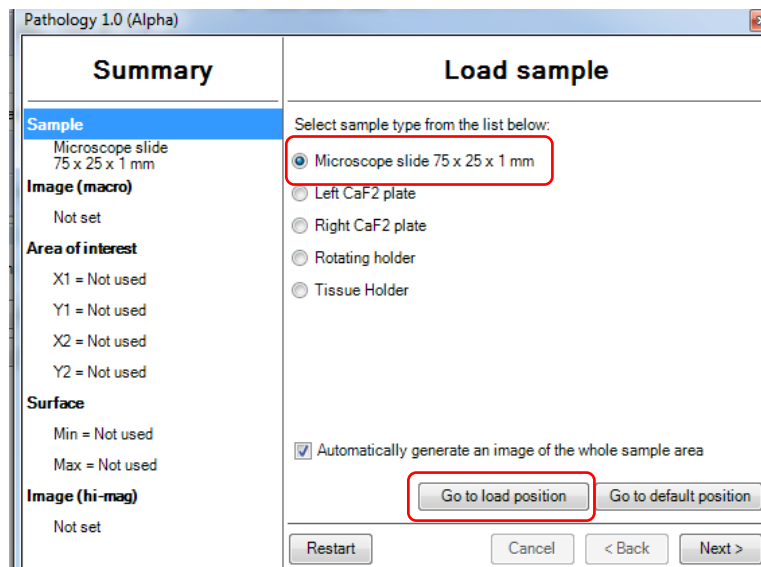 Pathology 1.0 (Alpha)
Summary
Sample
Microscope slide
75 x 25 x 1 mm
Image (macro)
Not set
Area of interest
X1 = Not used
Y1 = Not used
X2 = Not used
Y2 = Not used
Surface
Min = Not used
Max = Not used
Image (hi-mag)
Not set
Load sample
Select sample type from the list below:
Microscope slide 75 x 25 x 1 mm
Left CaF2 plate
Right CaF2 plate
Rotating holder
Tissue Holder
Automatically generate an image of the whole sample area
Go to load position Go to default position
Restart Cancel < Back Next >